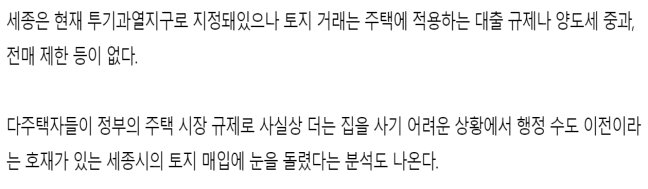 세종은 현재 투기과열지구로 지정돼있으나 토지 거래는 주택에 적용하는 대출 규제나 양도세 중과,
전매 제한 등이 없다.
다주택자들이 정부의 주택 시장 규제로 사실상 더는 집을 사기 어려운 상황에서 행정 수도 이전이라
는 호재가 있는 세종시의 토지 매입에 눈을 돌렸다는 분석도 나온다.